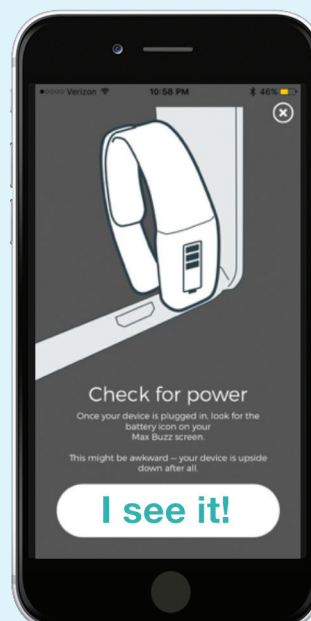 Verizon 10:58 PM 46%
Check for power
Once your device is plugged in, look for the
battery icon on your
Max Buzz screen.
This might be awkward — your device is upside
down after all.
I see it!